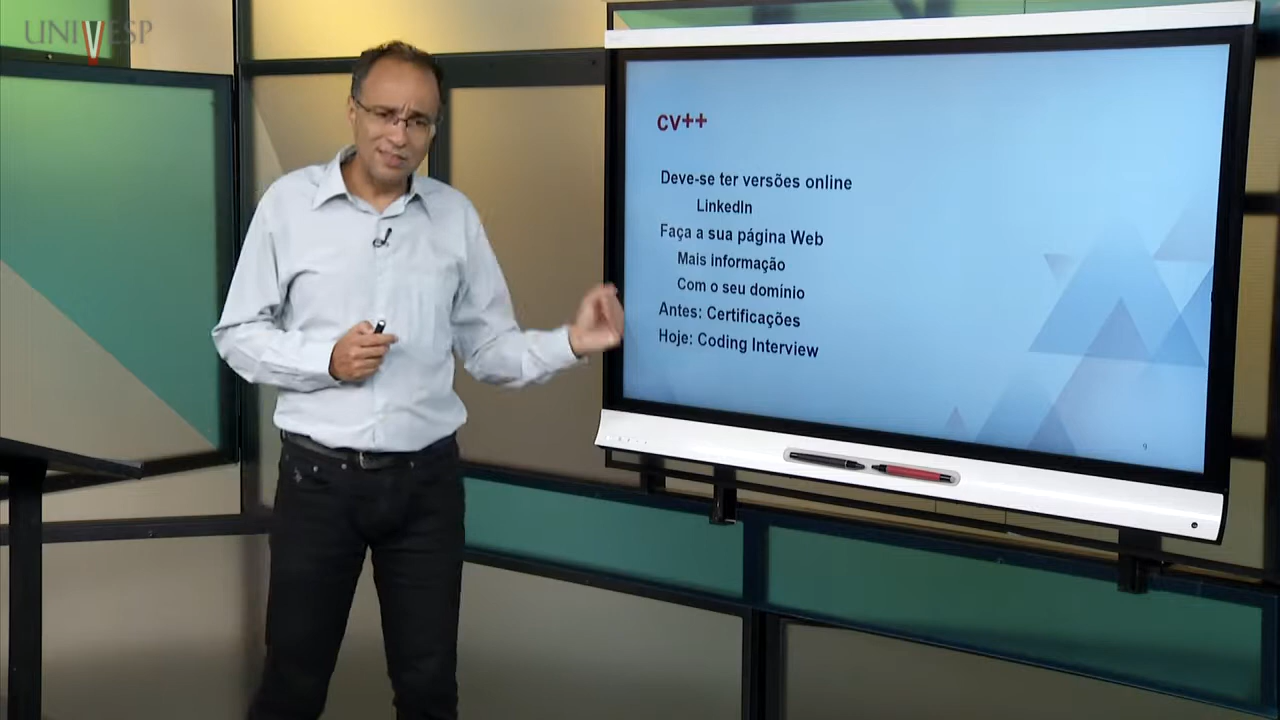 UNIVESP
CV++
Deve-se ter versões online
LinkedIn
Faça a sua página Web
Mais informação
Com o seu domínio
Antes: Certificações
Hoje: Coding Interview
9